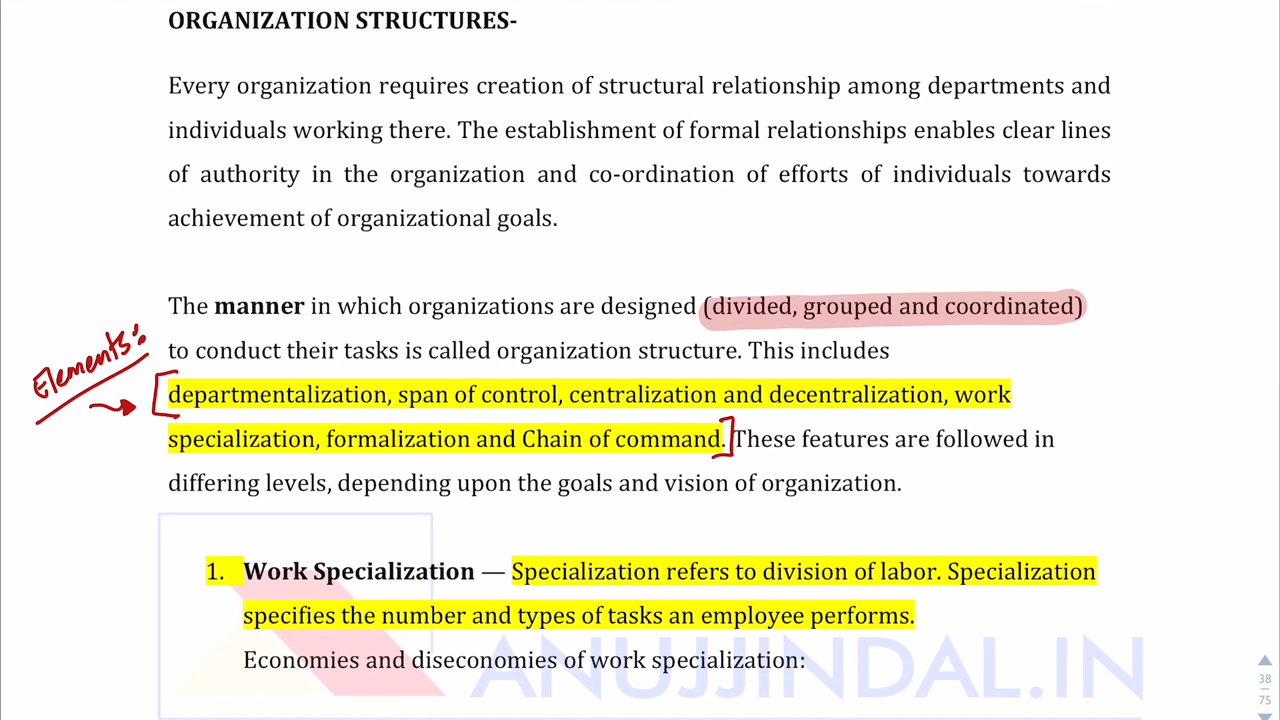 ORGANIZATION STRUCTURES-
Every organization requires creation of structural relationship among departments and
individuals working there. The establishment of formal relationships enables clear lines
of authority in the organization and co-ordination of efforts of individuals towards
achievement of organizational goals.
The manner in which organizations are designed (divided, grouped and coordinated)
to conduct their tasks is called organization structure. This includes
Elements:
departmentalization, span of control, centralization and decentralization, work
specialization, formalization and Chain of command. These features are followed in
differing levels, depending upon the goals and vision of organization.
1. Work Specialization — Specialization refers to division of labor. Specialization
specifies the number and types of tasks an employee performs.
Economies and diseconomies of work specialization:
ANUJJINDAL.IN
38
75